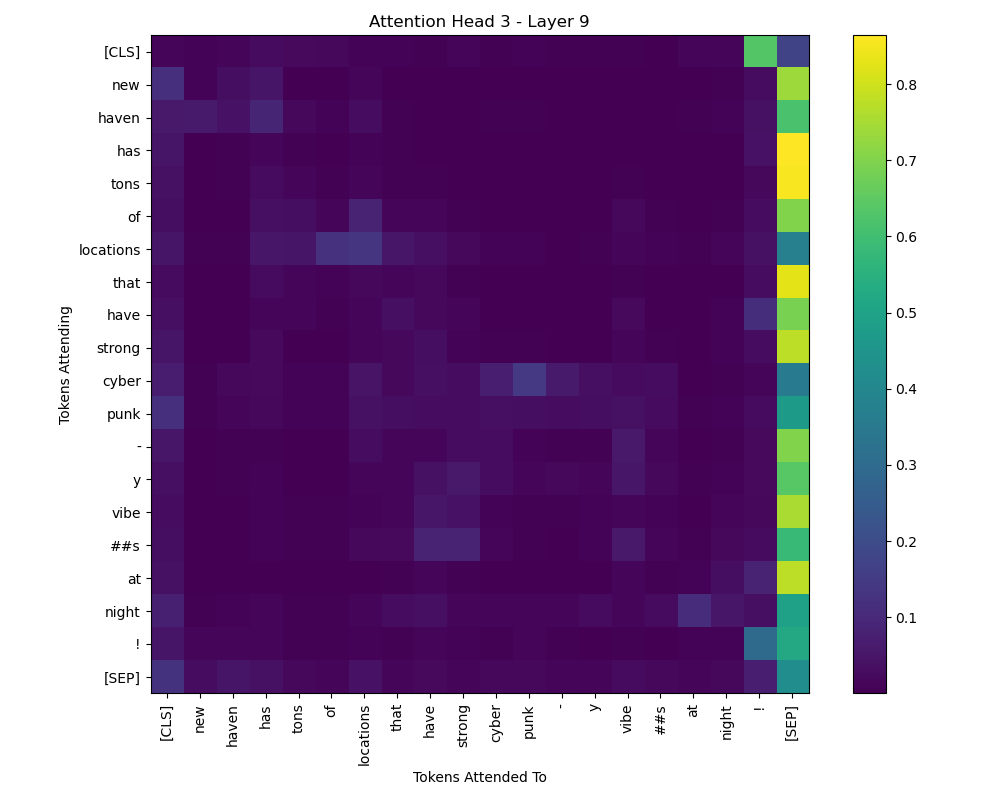 Attention Head 3 - Layer 9
[CLS]
new
haven
has
tons
of
locations
that
have
strong
cyber
punk
-
y
vibe
##s
at
night
!
[SEP]
Tokens Attending
[CLS]
new
haven
has
tons
of
locations
that
have
strong
cyber
punk
-
y
vibe
##s
at
night
!
[SEP]
Tokens Attended To
0.8
0.7
0.6
0.5
0.4
0.3
0.2
0.1